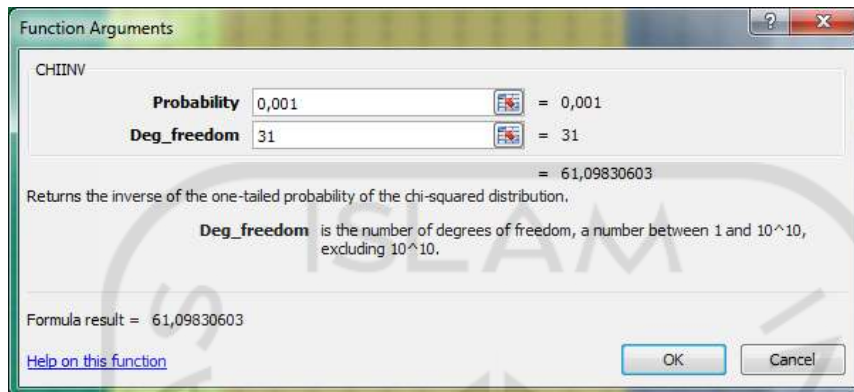 Function Arguments
CHIINV
Probability 0,001 = 0,001
Deg_freedom 31 = 31
= 61,09830603
Returns the inverse of the one-tailed probability of the chi-squared distribution.
Deg_freedom is the number of degrees of freedom, a number between 1 and 10^10,
excluding 10^10.
ISLAM
Formula result = 61,09830603
Help on this function OK Cancel